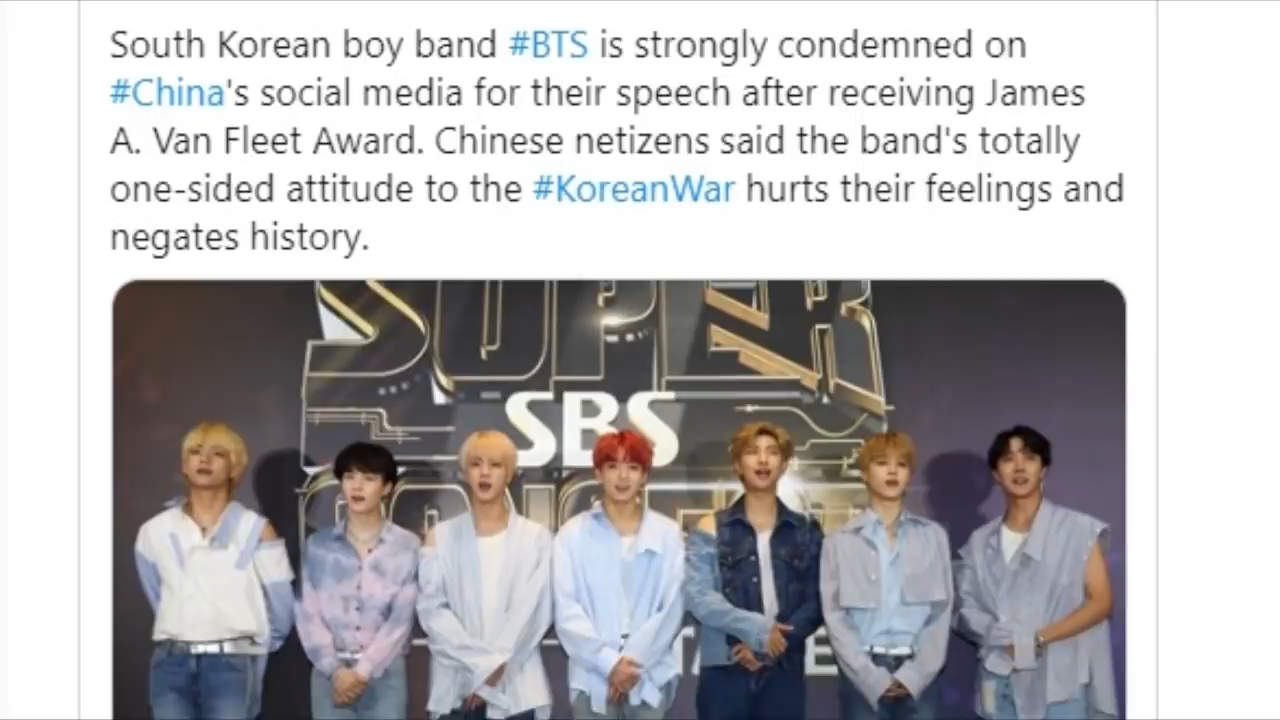 South Korean boy band #BTS is strongly condemned on
#China's social media for their speech after receiving James
A. Van Fleet Award. Chinese netizens said the band's totally
one-sided attitude to the #KoreanWar hurts their feelings and
negates history.
SUPER
SBS